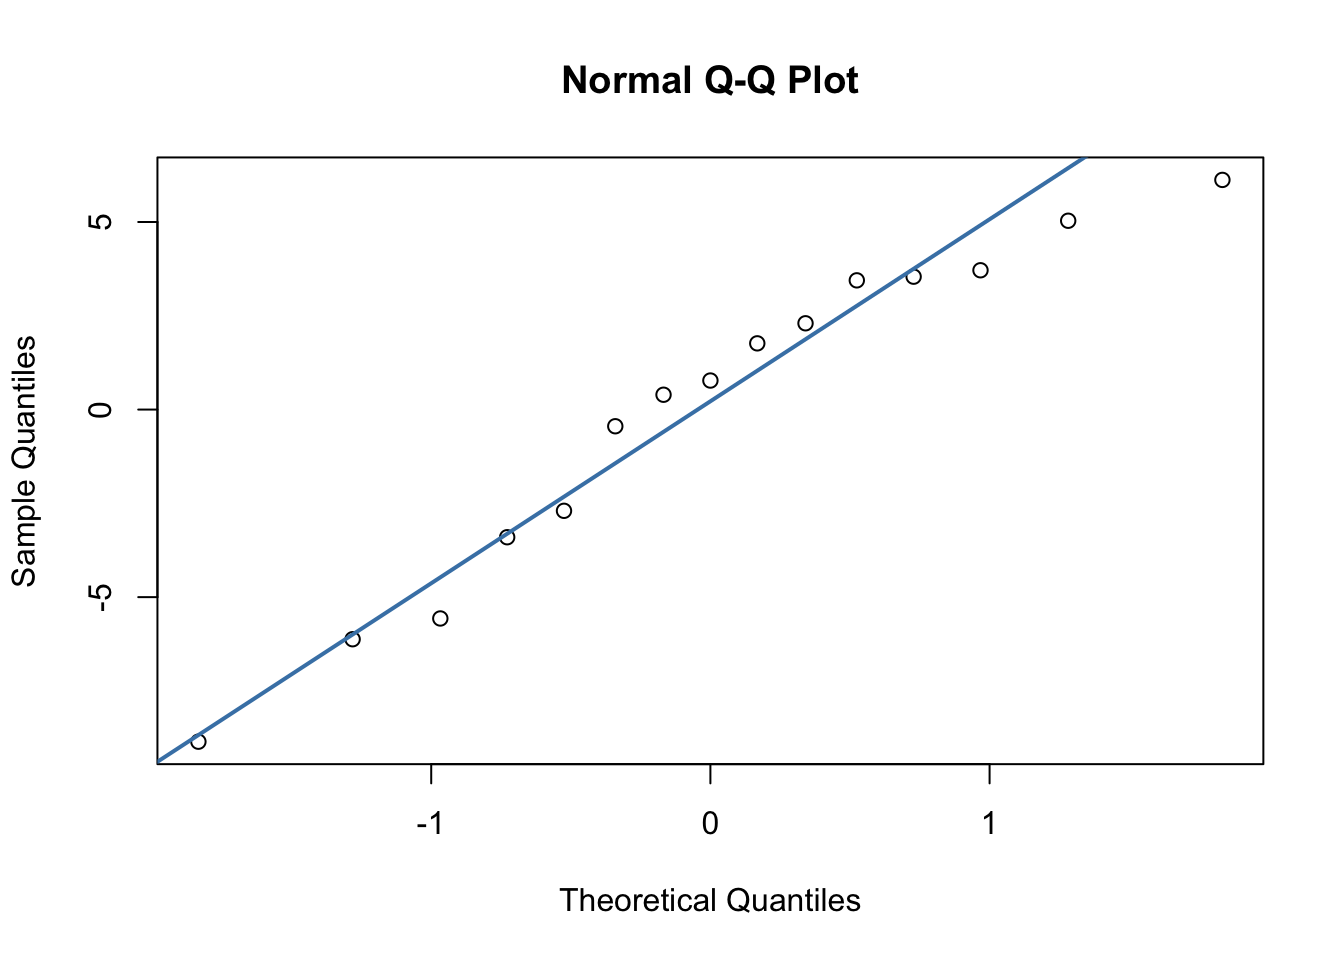 Normal Q-Q Plot
Sample Quantiles
5
0
-5
-1 0 1
Theoretical Quantiles